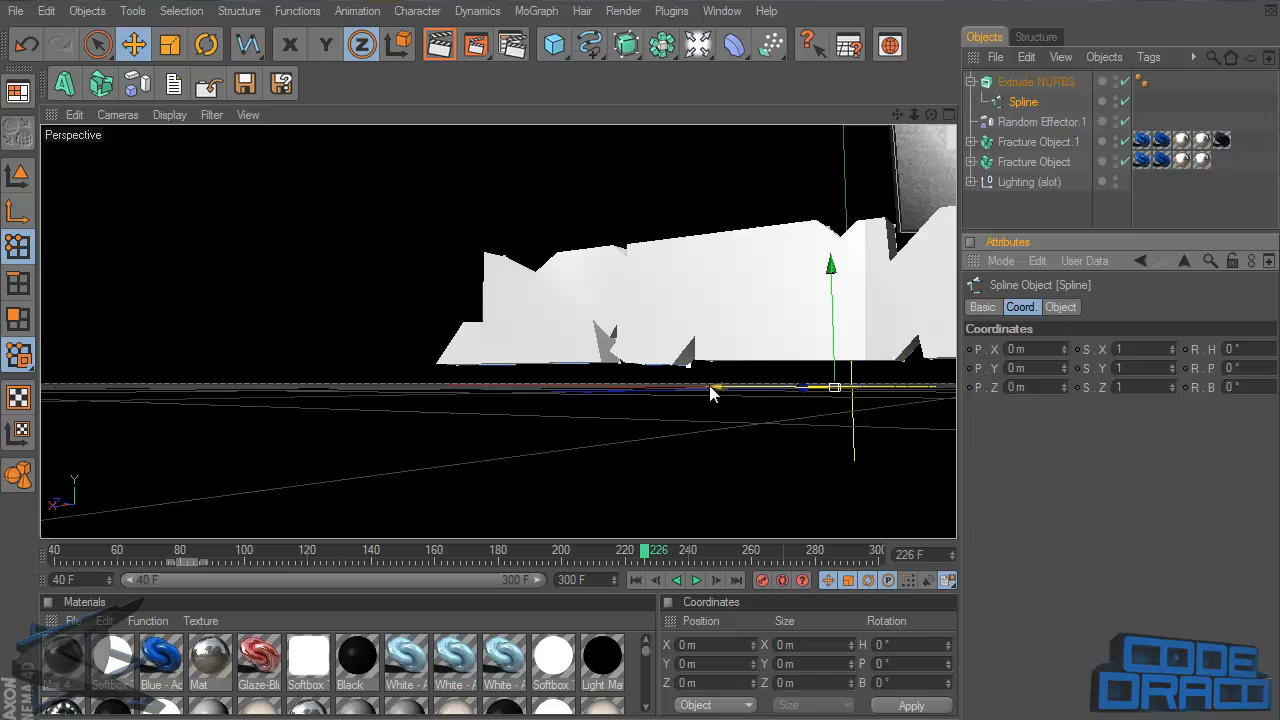 File Edit Objects Tools Selection Structure Functions Animation Character Dynamics MoGraph Hair Render Plugins Window Help
X Y Z
Objects Structure
File Edit View Objects Tags
Extrude NURBS
Spline
Random Effector.1
Fracture Object.1
Fracture Object
Lighting (alot)
Edit Cameras Display Filter View
Perspective
Y
X Z
Attributes
Mode Edit User Data
Spline Object [Spline]
Basic Coord. Object
Coordinates
P . X 0 m S . X 1 R . H 0 °
P . Y 0 m S . Y 1 R . P 0 °
P . Z 0 m S . Z 1 R . B 0 °
40 60 80 100 120 140 160 180 200 220 226 240 260 280 300
226 F
40 F 40 F 300 F 300 F
P
Materials
File Edit Function Texture
Mat 4 Softbox Blue - Ac Mat Glaze-Blu Softbox Black White - A White - A White - A Softbox Light Ma
Coordinates
Position Size Rotation
X 0 m X 0 m H 0 °
Y 0 m Y 0 m P 0 °
Z 0 m Z 0 m B 0 °
Object Size Apply
MAXON
CINEMA 4D
CODE
DRACO